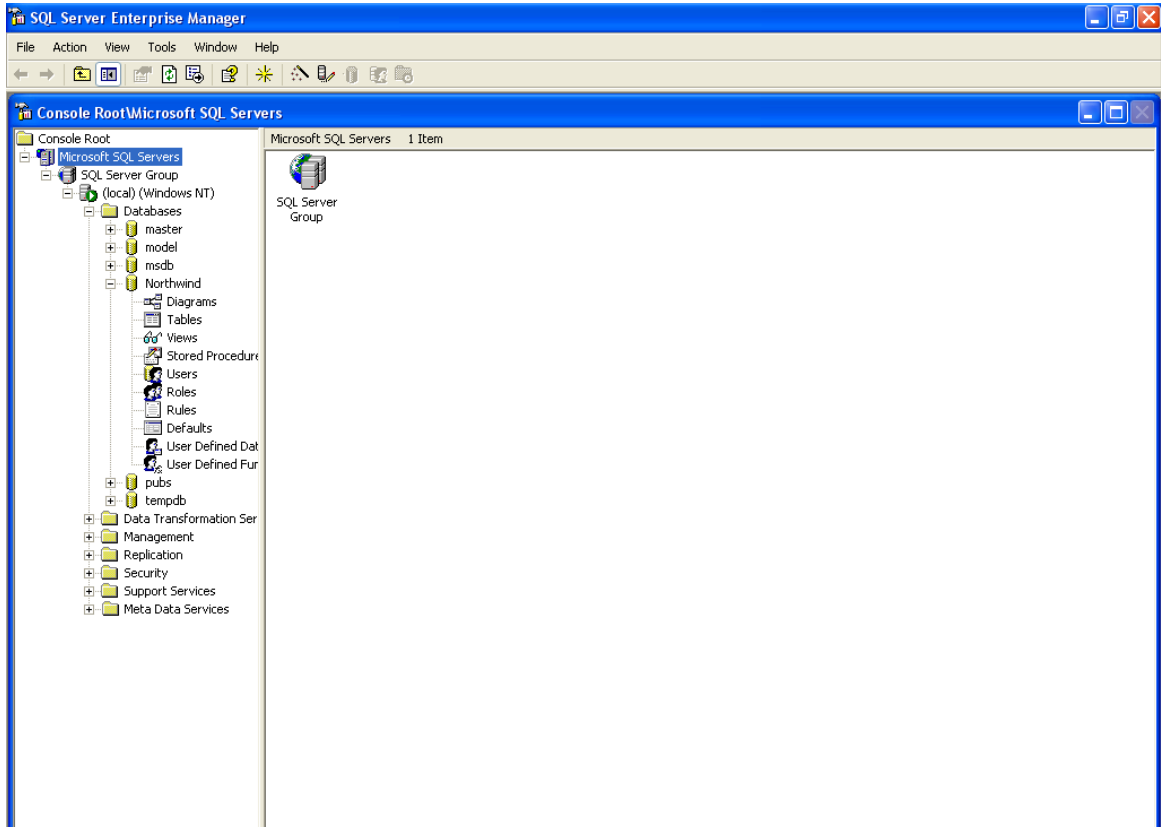 SQL Server Enterprise Manager
File Action View Tools Window Help
Console Root\Microsoft SQL Servers
Console Root
Microsoft SQL Servers
SQL Server Group
(local) (Windows NT)
Databases
master
model
msdb
Northwind
Diagrams
Tables
Views
Stored Procedure
Users
Roles
Rules
Defaults
User Defined Dat
User Defined Fun
pubs
tempdb
Data Transformation Ser
Management
Replication
Security
Support Services
Meta Data Services
Microsoft SQL Servers 1 Item
SQL Server
Group